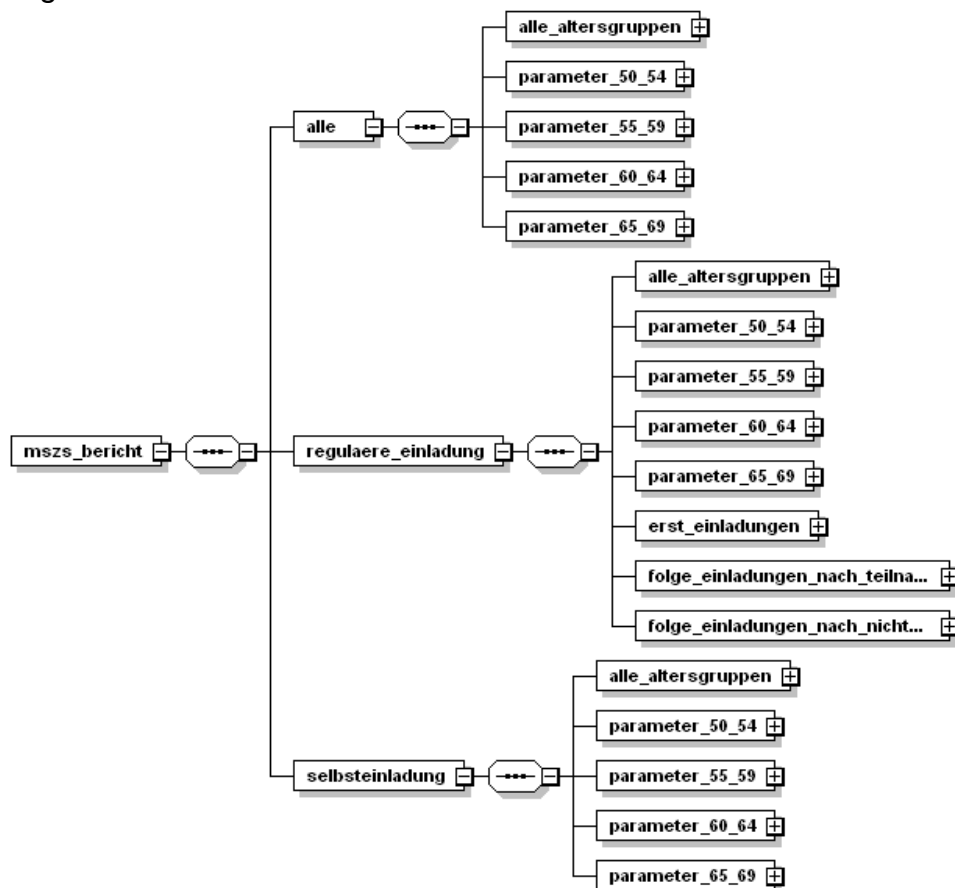 alle_altersgruppen
parameter_50_54
alle
parameter_55_59
parameter_60_64
parameter_65_69
alle_altersgruppen
parameter_50_54
parameter_55_59
parameter_60_64
mszs_bericht
regulaere_einladung
parameter_65_69
erst_einladungen
folge_einladungen_nach_teilna...
folge_einladungen_nach_nicht...
alle_altersgruppen
parameter_50_54
selbsteinladung
parameter_55_59
parameter_60_64
parameter_65_69